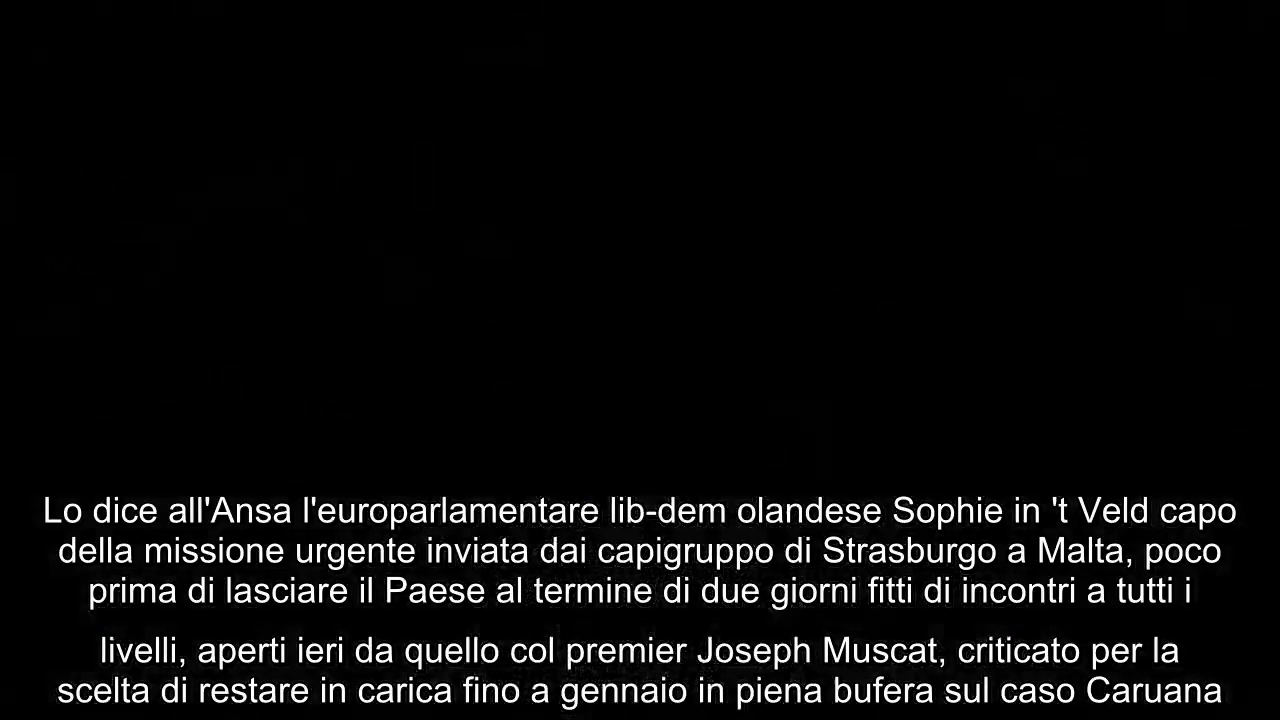 Lo dice all'Ansa l'europarlamentare lib-dem olandese Sophie in 't Veld capo
della missione urgente inviata dai capigruppo di Strasburgo a Malta, poco
prima di lasciare il Paese al termine di due giorni fitti di incontri a tutti i
livelli, aperti ieri da quello col premier Joseph Muscat, criticato per la
scelta di restare in carica fino a gennaio in piena bufera sul caso Caruana